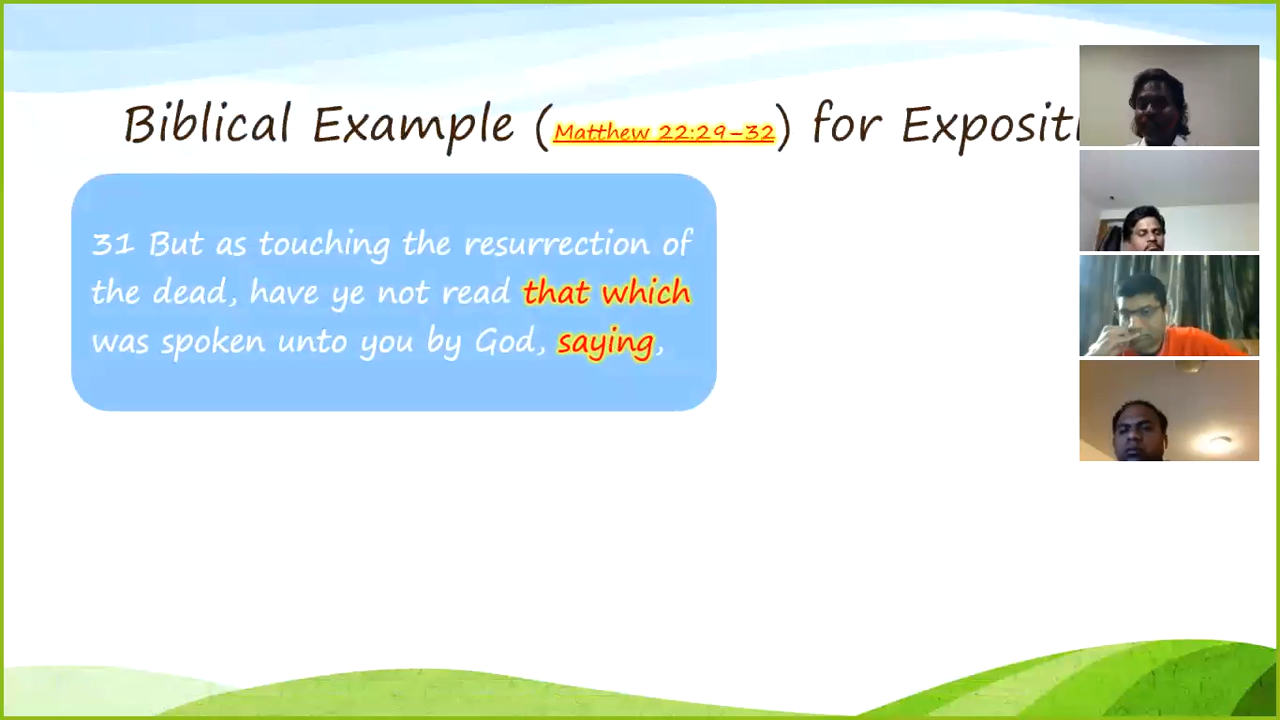 Biblical Example (Matthew 22:29–32) for Expositi
31 But as touching the resurrection of
the dead, have ye not read that which
was spoken unto you by God, saying,